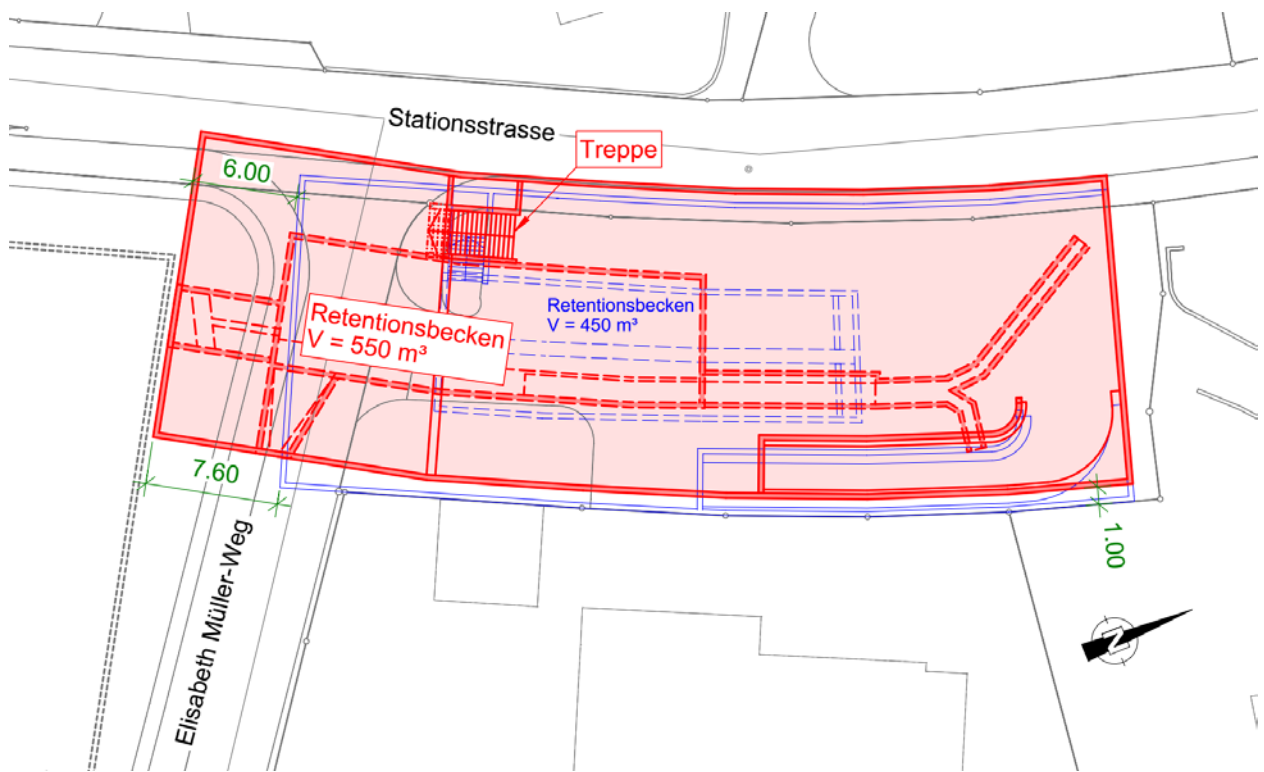 Stationsstrasse
Treppe
6.00
Retentionsbecken
V = 450 m³
Retentionsbecken
V = 550 m³
7.60
1.00
Elisabeth Müller-Weg
N